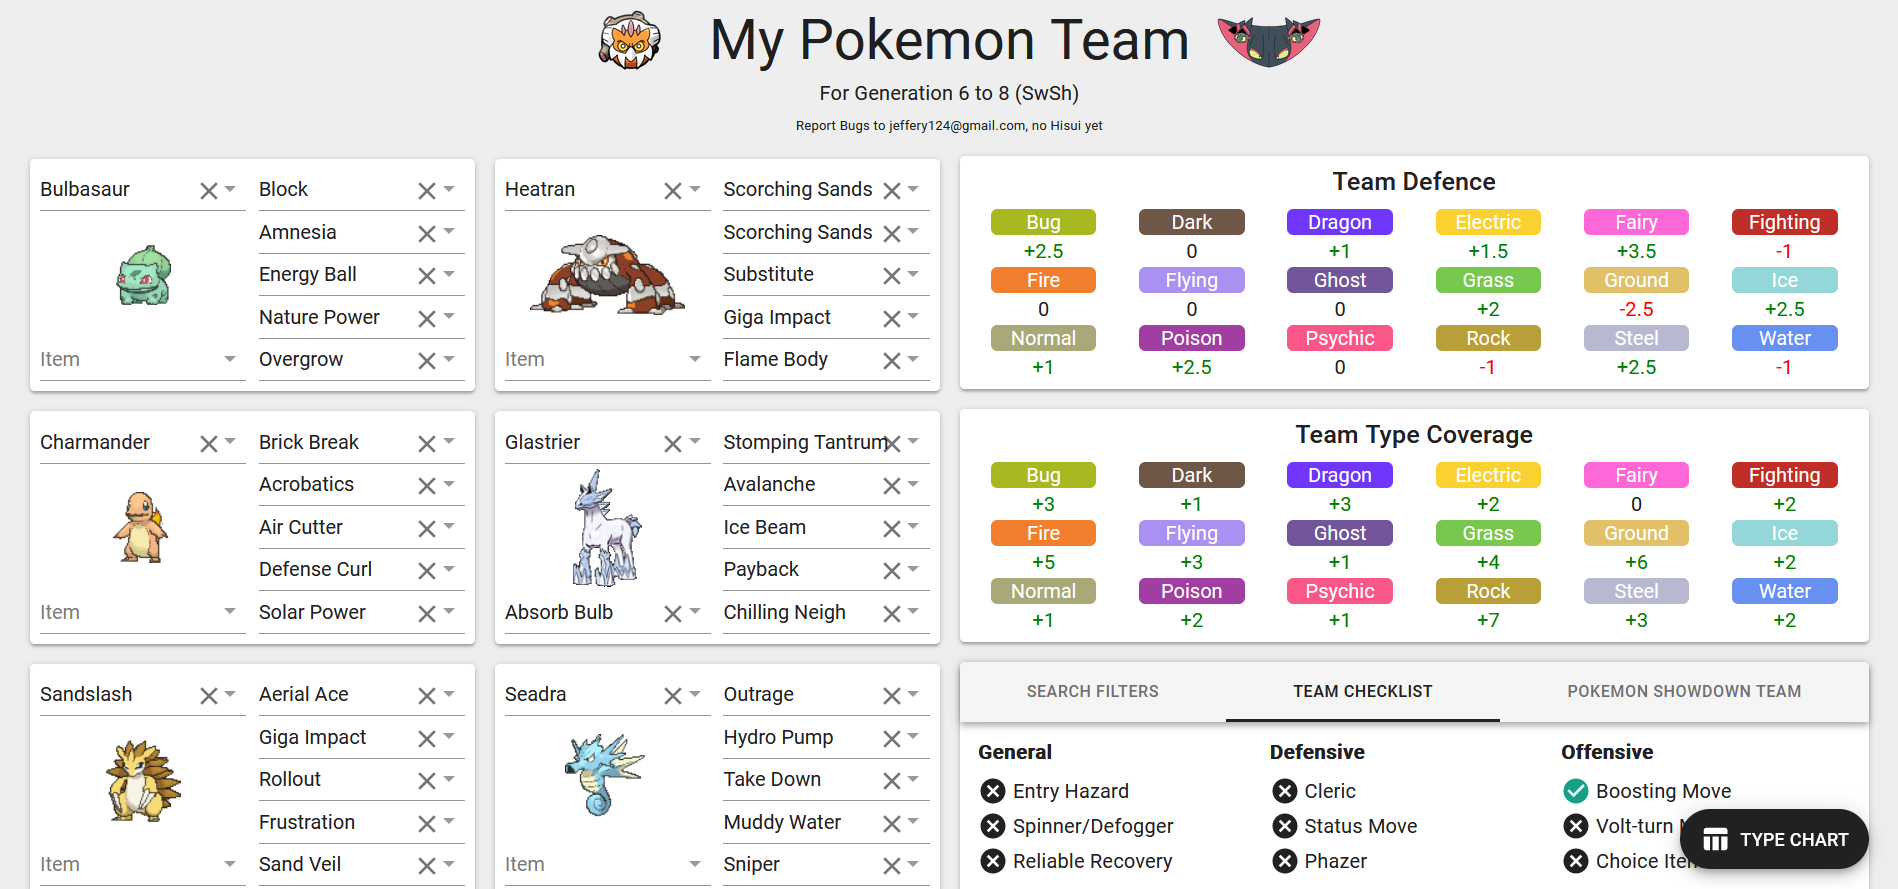 My Pokemon Team
For Generation 6 to 8 (SwSh)
Report Bugs to jeffery124@gmail.com, no Hisui yet
Bulbasaur
Block
Amnesia
Energy Ball
Nature Power
Item
Overgrow
Heatran
Scorching Sands
Scorching Sands
Substitute
Giga Impact
Item
Flame Body
Charmander
Brick Break
Acrobatics
Air Cutter
Defense Curl
Item
Solar Power
Glastrier
Stomping Tantrum
Avalanche
Ice Beam
Payback
Absorb Bulb
Chilling Neigh
Sandslash
Aerial Ace
Giga Impact
Rollout
Frustration
Item
Sand Veil
Seadra
Outrage
Hydro Pump
Take Down
Muddy Water
Item
Sniper
Team Defence
Bug Dark Dragon Electric Fairy Fighting
+2.5 0 +1 +1.5 +3.5 -1
Fire Flying Ghost Grass Ground Ice
0 0 0 +2 -2.5 +2.5
Normal Poison Psychic Rock Steel Water
+1 +2.5 0 -1 +2.5 -1
Team Type Coverage
Bug Dark Dragon Electric Fairy Fighting
+3 +1 +3 +2 0 +2
Fire Flying Ghost Grass Ground Ice
+5 +3 +1 +4 +6 +2
Normal Poison Psychic Rock Steel Water
+1 +2 +1 +7 +3 +2
SEARCH FILTERS TEAM CHECKLIST POKEMON SHOWDOWN TEAM
General
Entry Hazard
Spinner/Defogger
Reliable Recovery
Defensive
Cleric
Status Move
Phazer
Offensive
Boosting Move
Volt-turn
Choice
TYPE CHART